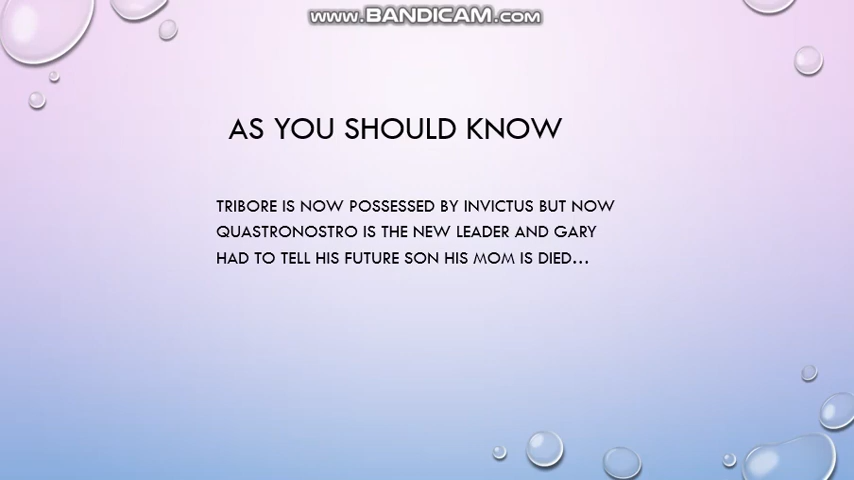 www.BANDICAM.com
AS YOU SHOULD KNOW
TRIBORE IS NOW POSSESSED BY INVICTUS BUT NOW
QUASTRONOSTRO IS THE NEW LEADER AND GARY
HAD TO TELL HIS FUTURE SON HIS MOM IS DIED...